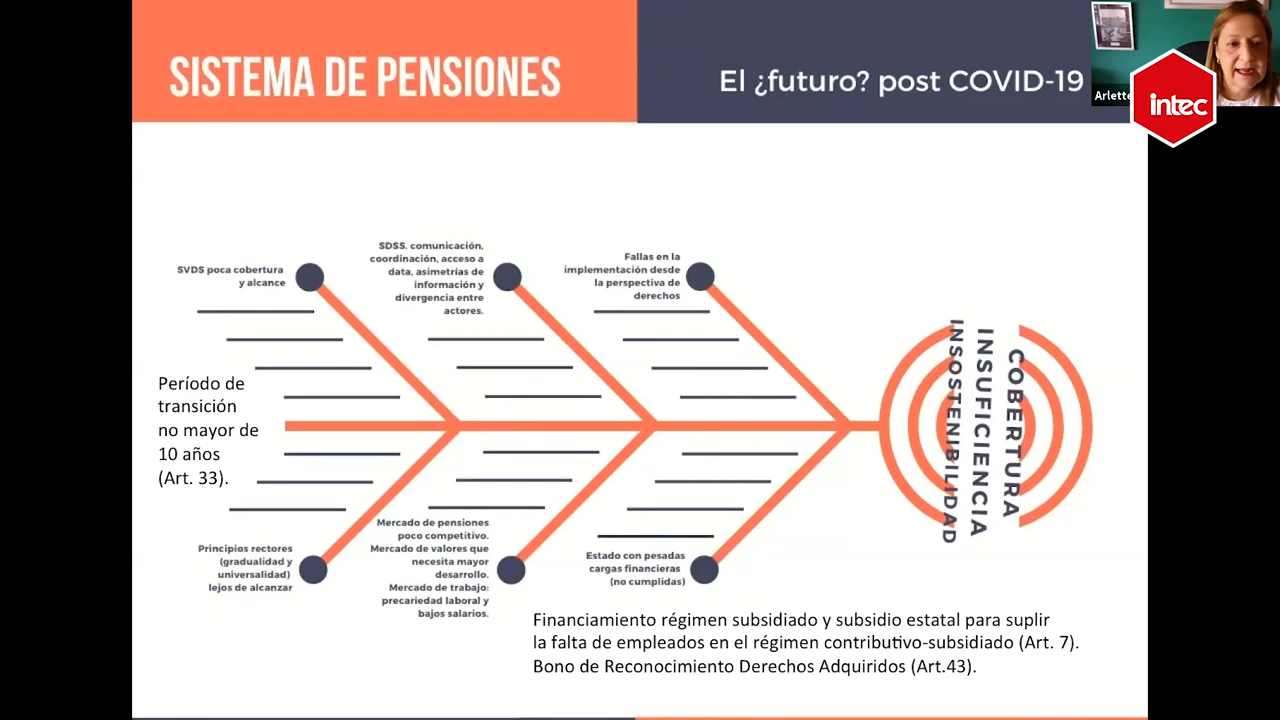 SISTEMA DE PENSIONES
El ¿futuro? post COVID-19
Arlette
intec
SVDS poca cobertura
y alcance
SDSS. comunicación,
coordinación, acceso a
data, asimetrías de
información y
divergencia entre
actores.
Fallas en la
implementación desde
la perspectiva de
derechos
Período de
transición
no mayor de
10 años
(Art. 33).
COBERTURA
INSUFICIENCIA
INSOSTENIBILIDAD
Principios rectores
(gradualidad y
universalidad)
lejos de alcanzar
Mercado de pensiones
poco competitivo.
Mercado de valores que
necesita mayor
desarrollo.
Mercado de trabajo:
precariedad laboral y
bajos salarios.
Estado con pesadas
cargas financieras
(no cumplidas)
Financiamiento régimen subsidiado y subsidio estatal para suplir
la falta de empleados en el régimen contributivo-subsidiado (Art. 7).
Bono de Reconocimiento Derechos Adquiridos (Art.43).